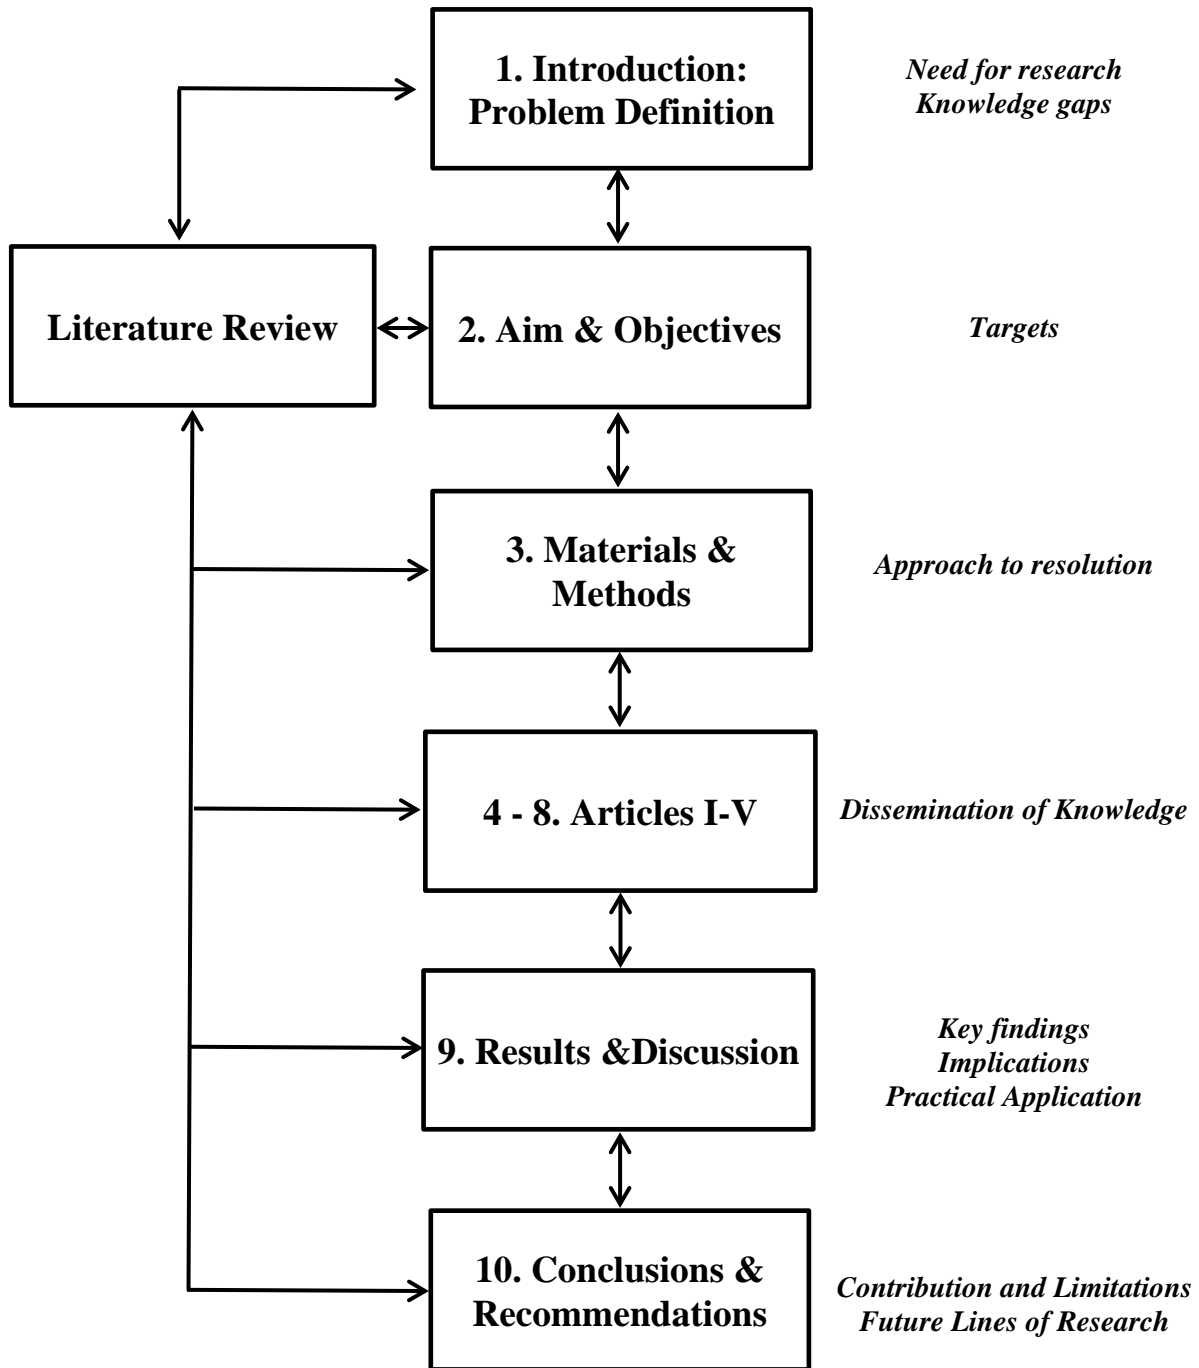 1. Introduction:
Problem Definition
Need for research
Knowledge gaps
Literature Review
2. Aim & Objectives
Targets
3. Materials &
Methods
Approach to resolution
4 - 8. Articles I-V
Dissemination of Knowledge
9. Results &Discussion
Key findings
Implications
Practical Application
10. Conclusions &
Recommendations
Contribution and Limitations
Future Lines of Research